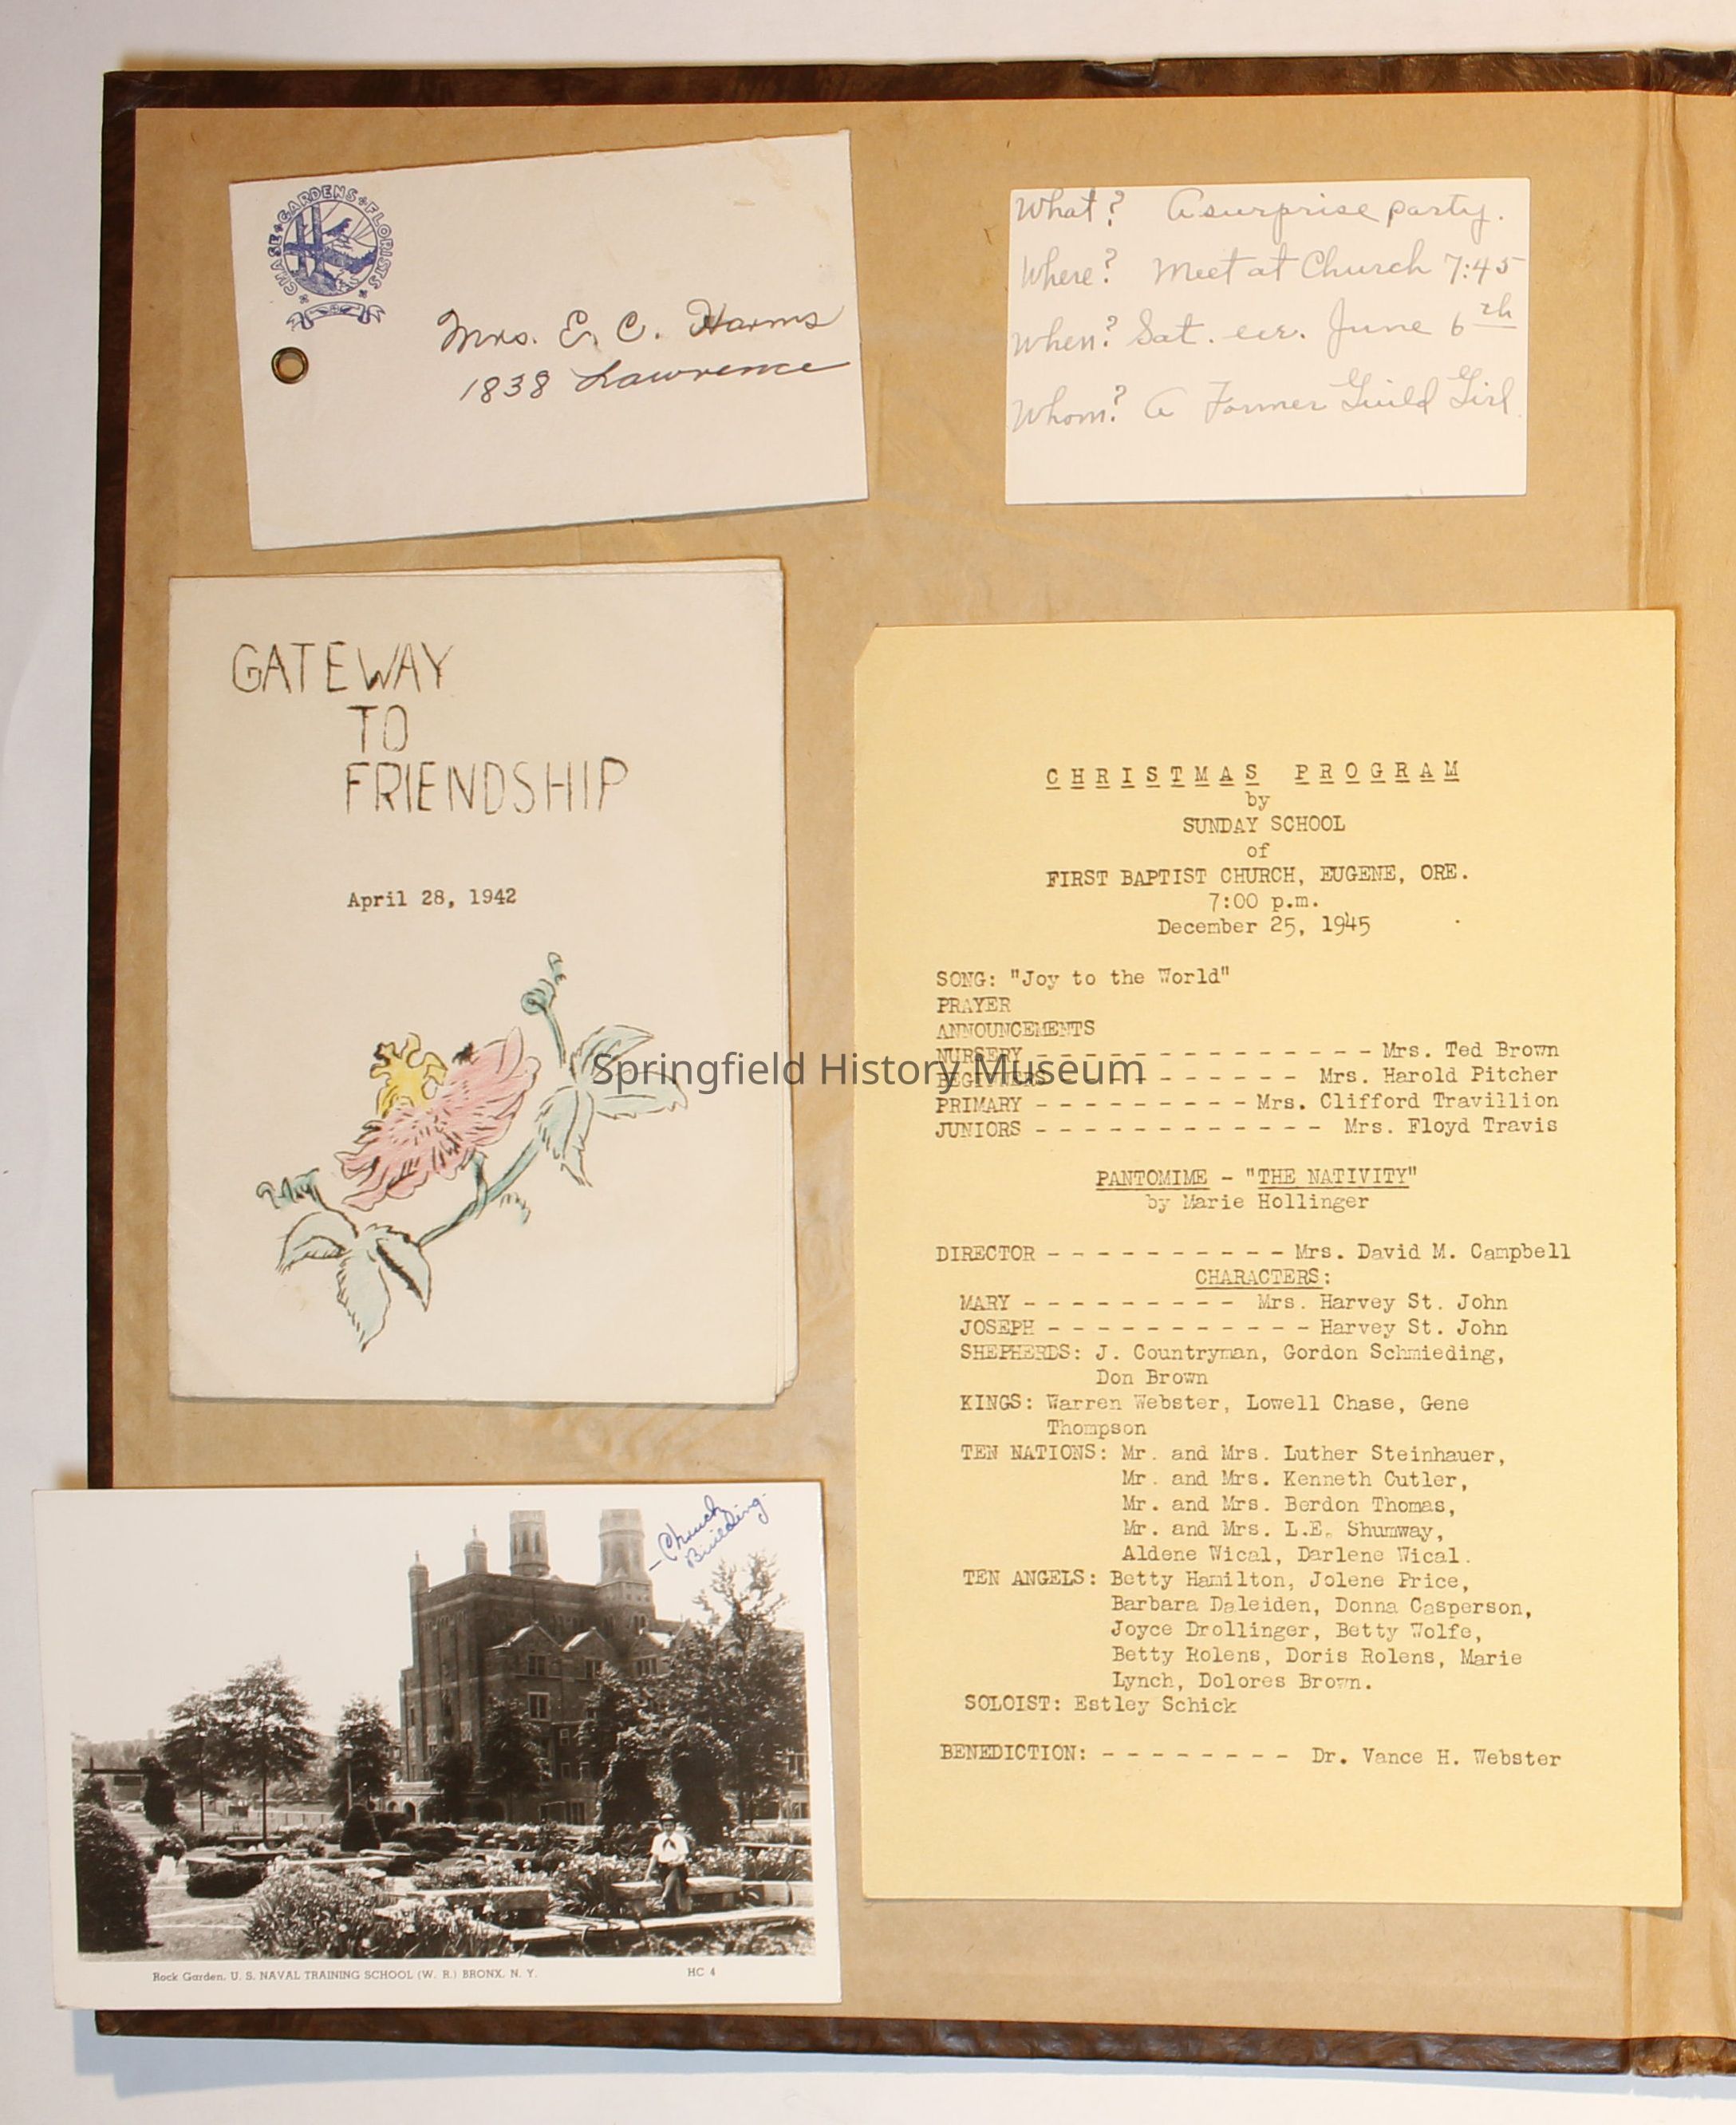 CHASE GARDENS FLORISTS
Mrs. E. C. Harms
1838 Lawrence
What? A surprise party.
Where? Meet at Church 7:45
When? Sat. eve. June 6th
Whom? A Former Guild Girl.
GATEWAY
TO
FRIENDSHIP
April 28, 1942
CHRISTMAS PROGRAM
by
SUNDAY SCHOOL
of
FIRST BAPTIST CHURCH, EUGENE, ORE.
7:00 p.m.
December 25, 1945
SONG: "Joy to the World"
PRAYER
ANNOUNCEMENTS
NURSERY - - - - - - - - - - - - - - Mrs. Ted Brown
BEGINNERS - - - - - - - - - - Mrs. Harold Pitcher
PRIMARY - - - - - - - - - Mrs. Clifford Travillion
JUNIORS - - - - - - - - - - - - Mrs. Floyd Travis
PANTOMIME - "THE NATIVITY"
by Marie Hollinger
DIRECTOR - - - - - - - - - - Mrs. David M. Campbell
CHARACTERS:
MARY - - - - - - - - - Mrs. Harvey St. John
JOSEPH - - - - - - - - - - - Harvey St. John
SHEPHERDS: J. Countryman, Gordon Schmieding,
Don Brown
KINGS: Warren Webster, Lowell Chase, Gene
Thompson
TEN NATIONS: Mr. and Mrs. Luther Steinhauer,
Mr. and Mrs. Kenneth Cutler,
Mr. and Mrs. Berdon Thomas,
Mr. and Mrs. L.E. Shumway,
Aldene Wical, Darlene Wical.
TEN ANGELS: Betty Hamilton, Jolene Price,
Barbara Daleiden, Donna Casperson,
Joyce Drollinger, Betty Wolfe,
Betty Rolens, Doris Rolens, Marie
Lynch, Dolores Brown.
SOLOIST: Estley Schick
BENEDICTION: - - - - - - - - Dr. Vance H. Webster
- Church
Building
Rock Garden, U. S. NAVAL TRAINING SCHOOL (W. R.) BRONX, N. Y. HC 4
Springfield History Museum